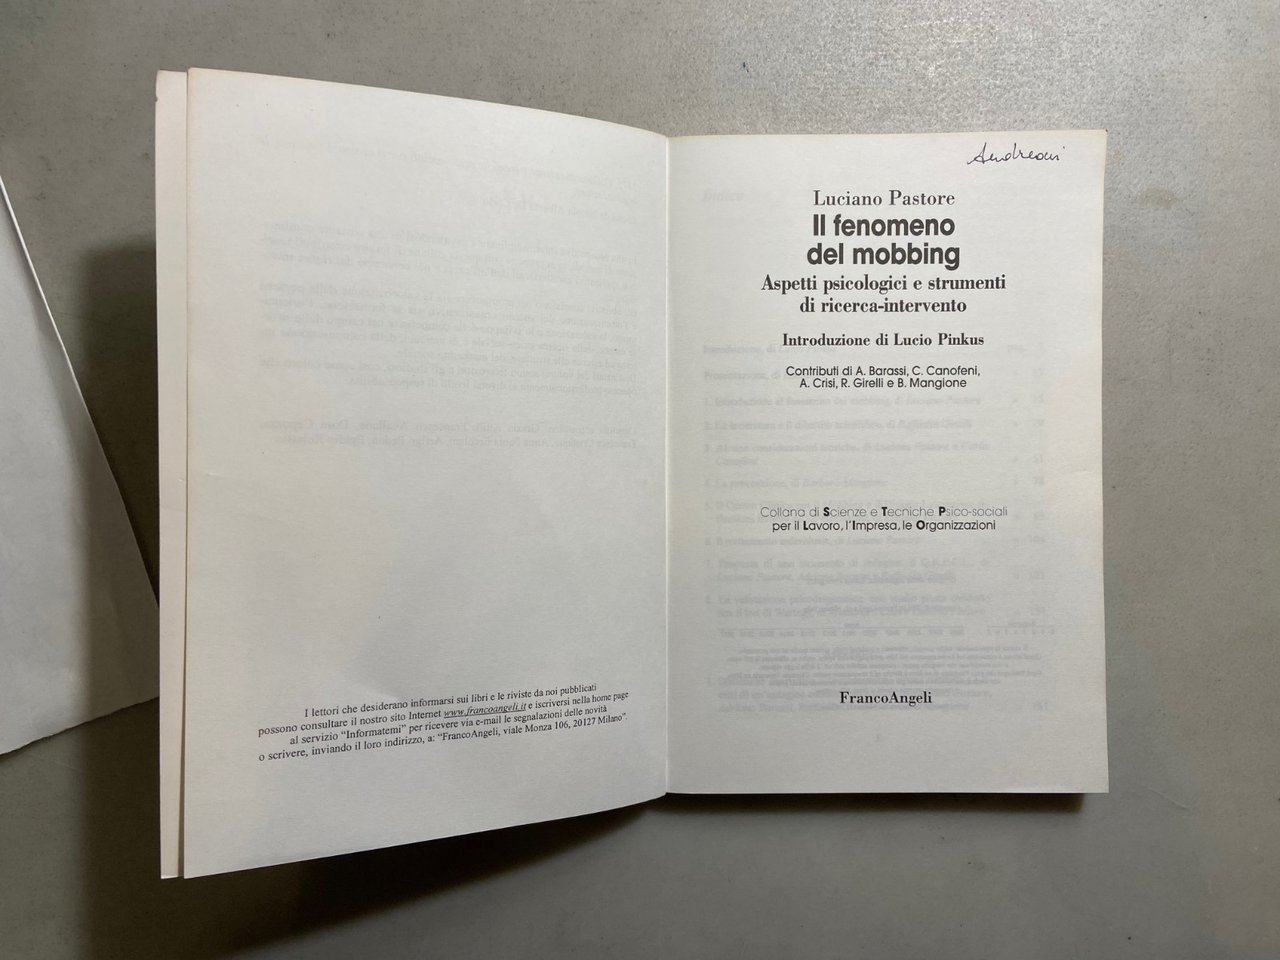 I lettori che desiderano informarsi sui libri e le riviste da noi pubblicati
possono consultare il nostro sito Internet www.francoangeli.it e iscriversi nella home page
al servizio “Informatemi” per ricevere via e-mail le segnalazioni delle novità
o scrivere, inviando il loro indirizzo, a: “FrancoAngeli, viale Monza 106, 20127 Milano”.
Andreani
Luciano Pastore
Il fenomeno
del mobbing
Aspetti psicologici e strumenti
di ricerca-intervento
Introduzione di Lucio Pinkus
Contributi di A. Barassi, C. Canofeni,
A. Crisi, R. Girelli e B. Mangione
Collana di Scienze e Tecniche Psico-sociali
per il Lavoro, l’Impresa, le Organizzazioni
FrancoAngeli